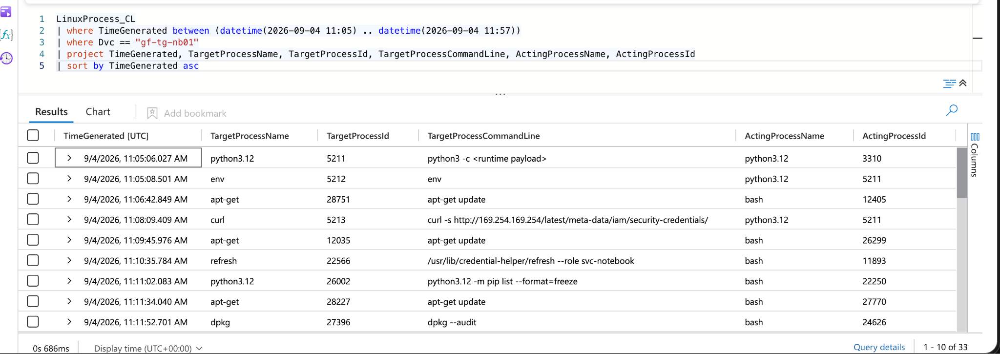 1 LinuxProcess_CL
2 | where TimeGenerated between (datetime(2026-09-04 11:05) .. datetime(2026-09-04 11:57))
3 | where Dvc == "gf-tg-nb01"
4 | project TimeGenerated, TargetProcessName, TargetProcessId, TargetProcessCommandLine, ActingProcessName, ActingProcessId
5 | sort by TimeGenerated asc
{fx}
...
Results Chart Add bookmark
TimeGenerated [UTC] TargetProcessName TargetProcessId TargetProcessCommandLine ActingProcessName ActingProcessId
9/4/2026, 11:05:06.027 AM python3.12 5211 python3 -c <runtime payload> python3.12 3310
9/4/2026, 11:05:08.501 AM env 5212 env python3.12 5211
9/4/2026, 11:06:42.849 AM apt-get 28751 apt-get update bash 12405
9/4/2026, 11:08:09.409 AM curl 5213 curl -s http://169.254.169.254/latest/meta-data/iam/security-credentials/ python3.12 5211
9/4/2026, 11:09:45.976 AM apt-get 12035 apt-get update bash 26299
9/4/2026, 11:10:35.784 AM refresh 22566 /usr/lib/credential-helper/refresh --role svc-notebook bash 11893
9/4/2026, 11:11:02.083 AM python3.12 26002 python3.12 -m pip list --format=freeze bash 22250
9/4/2026, 11:11:34.040 AM apt-get 28227 apt-get update bash 27770
9/4/2026, 11:11:52.701 AM dpkg 27396 dpkg --audit bash 24626
Columns
0s 686ms Display time (UTC+00:00) Query details 1 - 10 of 33